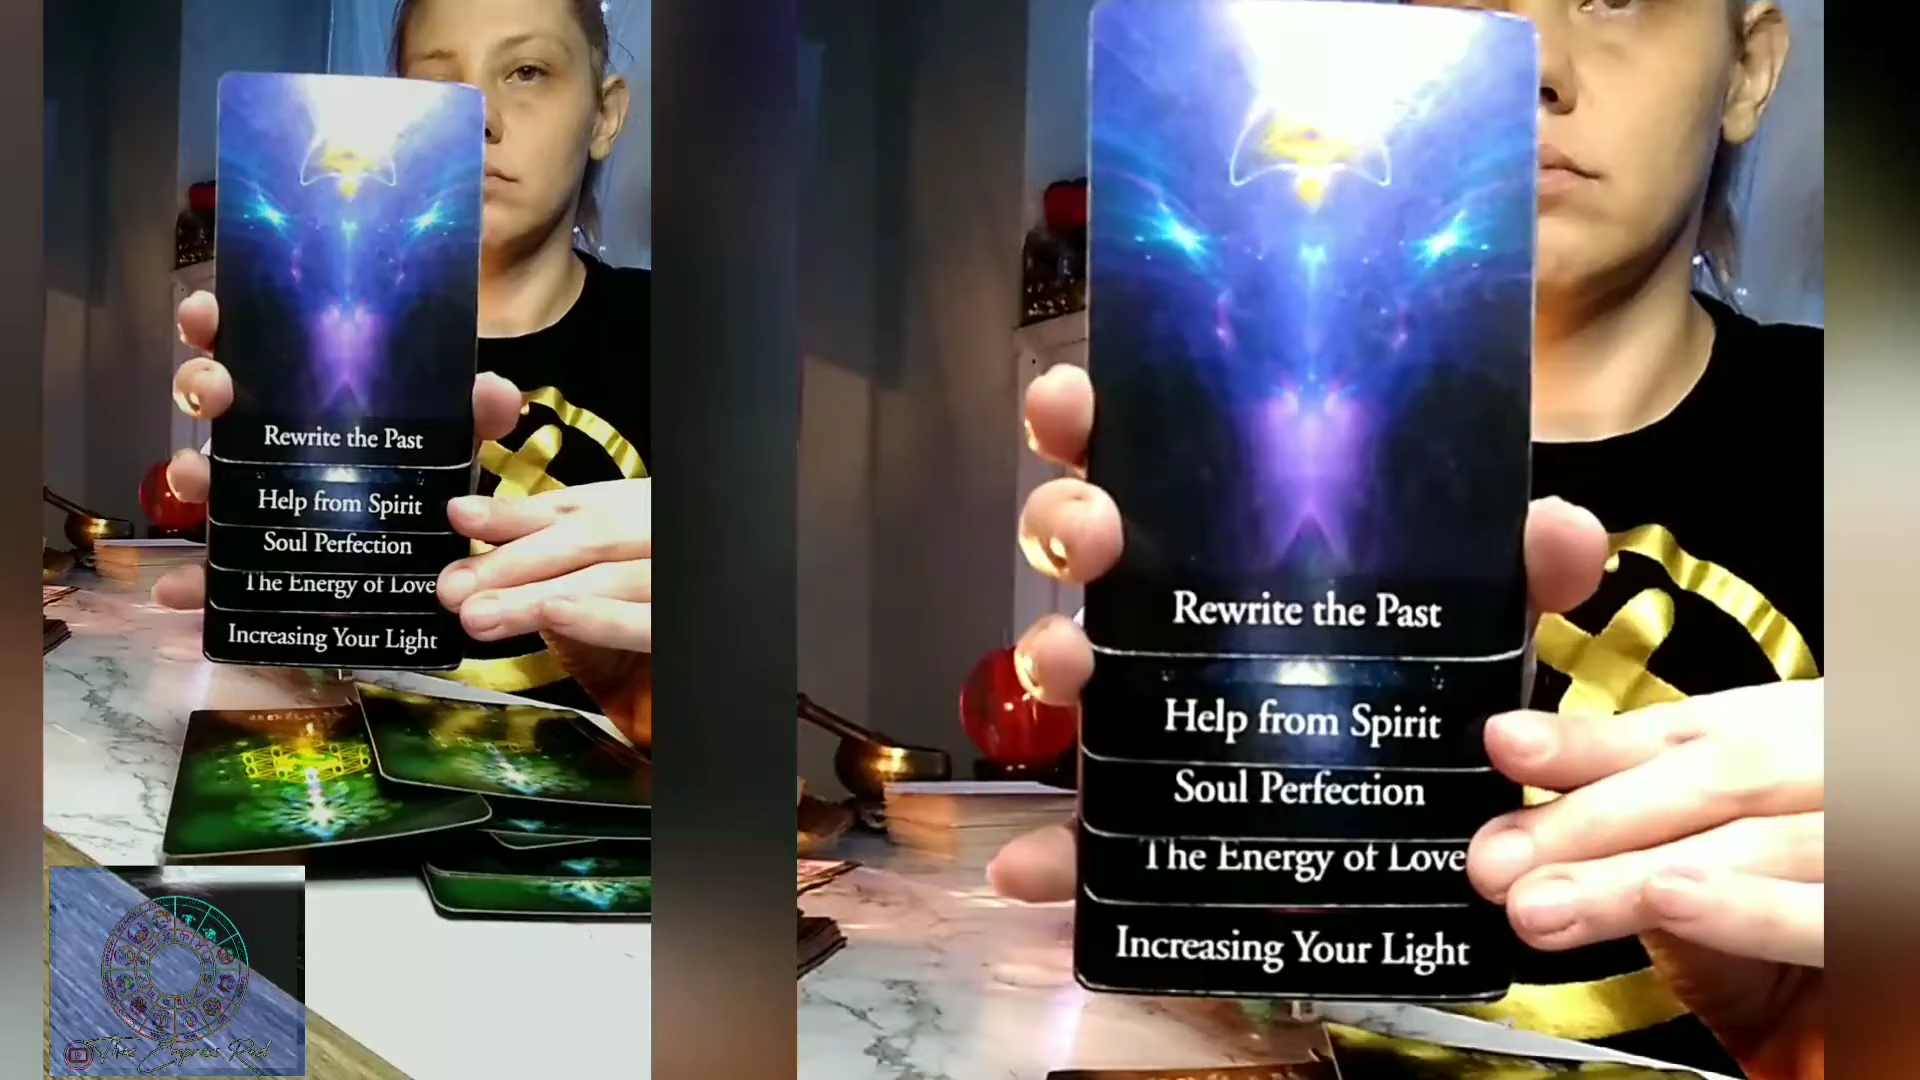 Rewrite the Past
Help from Spirit
Soul Perfection
The Energy of Love
Increasing Your Light
Rewrite the Past
Help from Spirit
Soul Perfection
The Energy of Love
Increasing Your Light